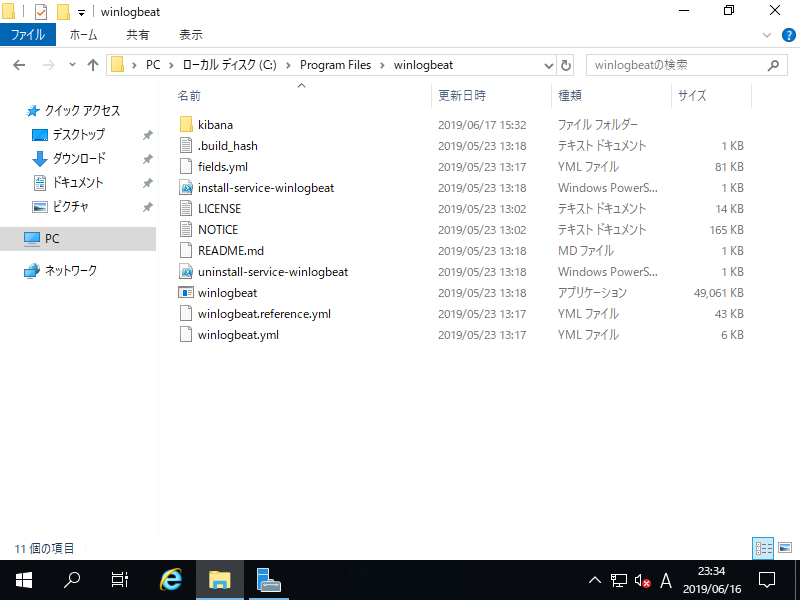 winlogbeat
ファイル ホーム 共有 表示
PC ローカル ディスク (C:) Program Files winlogbeat winlogbeatの検索
名前 更新日時 種類 サイズ
クイック アクセス
デスクトップ
ダウンロード
ドキュメント
ピクチャ
PC
ネットワーク
kibana 2019/06/17 15:32 ファイル フォルダー
.build_hash 2019/05/23 13:18 テキスト ドキュメント 1 KB
fields.yml 2019/05/23 13:17 YML ファイル 81 KB
install-service-winlogbeat 2019/05/23 13:18 Windows PowerS... 1 KB
LICENSE 2019/05/23 13:02 テキスト ドキュメント 14 KB
NOTICE 2019/05/23 13:02 テキスト ドキュメント 165 KB
README.md 2019/05/23 13:18 MD ファイル 1 KB
uninstall-service-winlogbeat 2019/05/23 13:18 Windows PowerS... 1 KB
winlogbeat 2019/05/23 13:18 アプリケーション 49,061 KB
winlogbeat.reference.yml 2019/05/23 13:17 YML ファイル 43 KB
winlogbeat.yml 2019/05/23 13:17 YML ファイル 6 KB
11 個の項目
A
23:34
2019/06/16